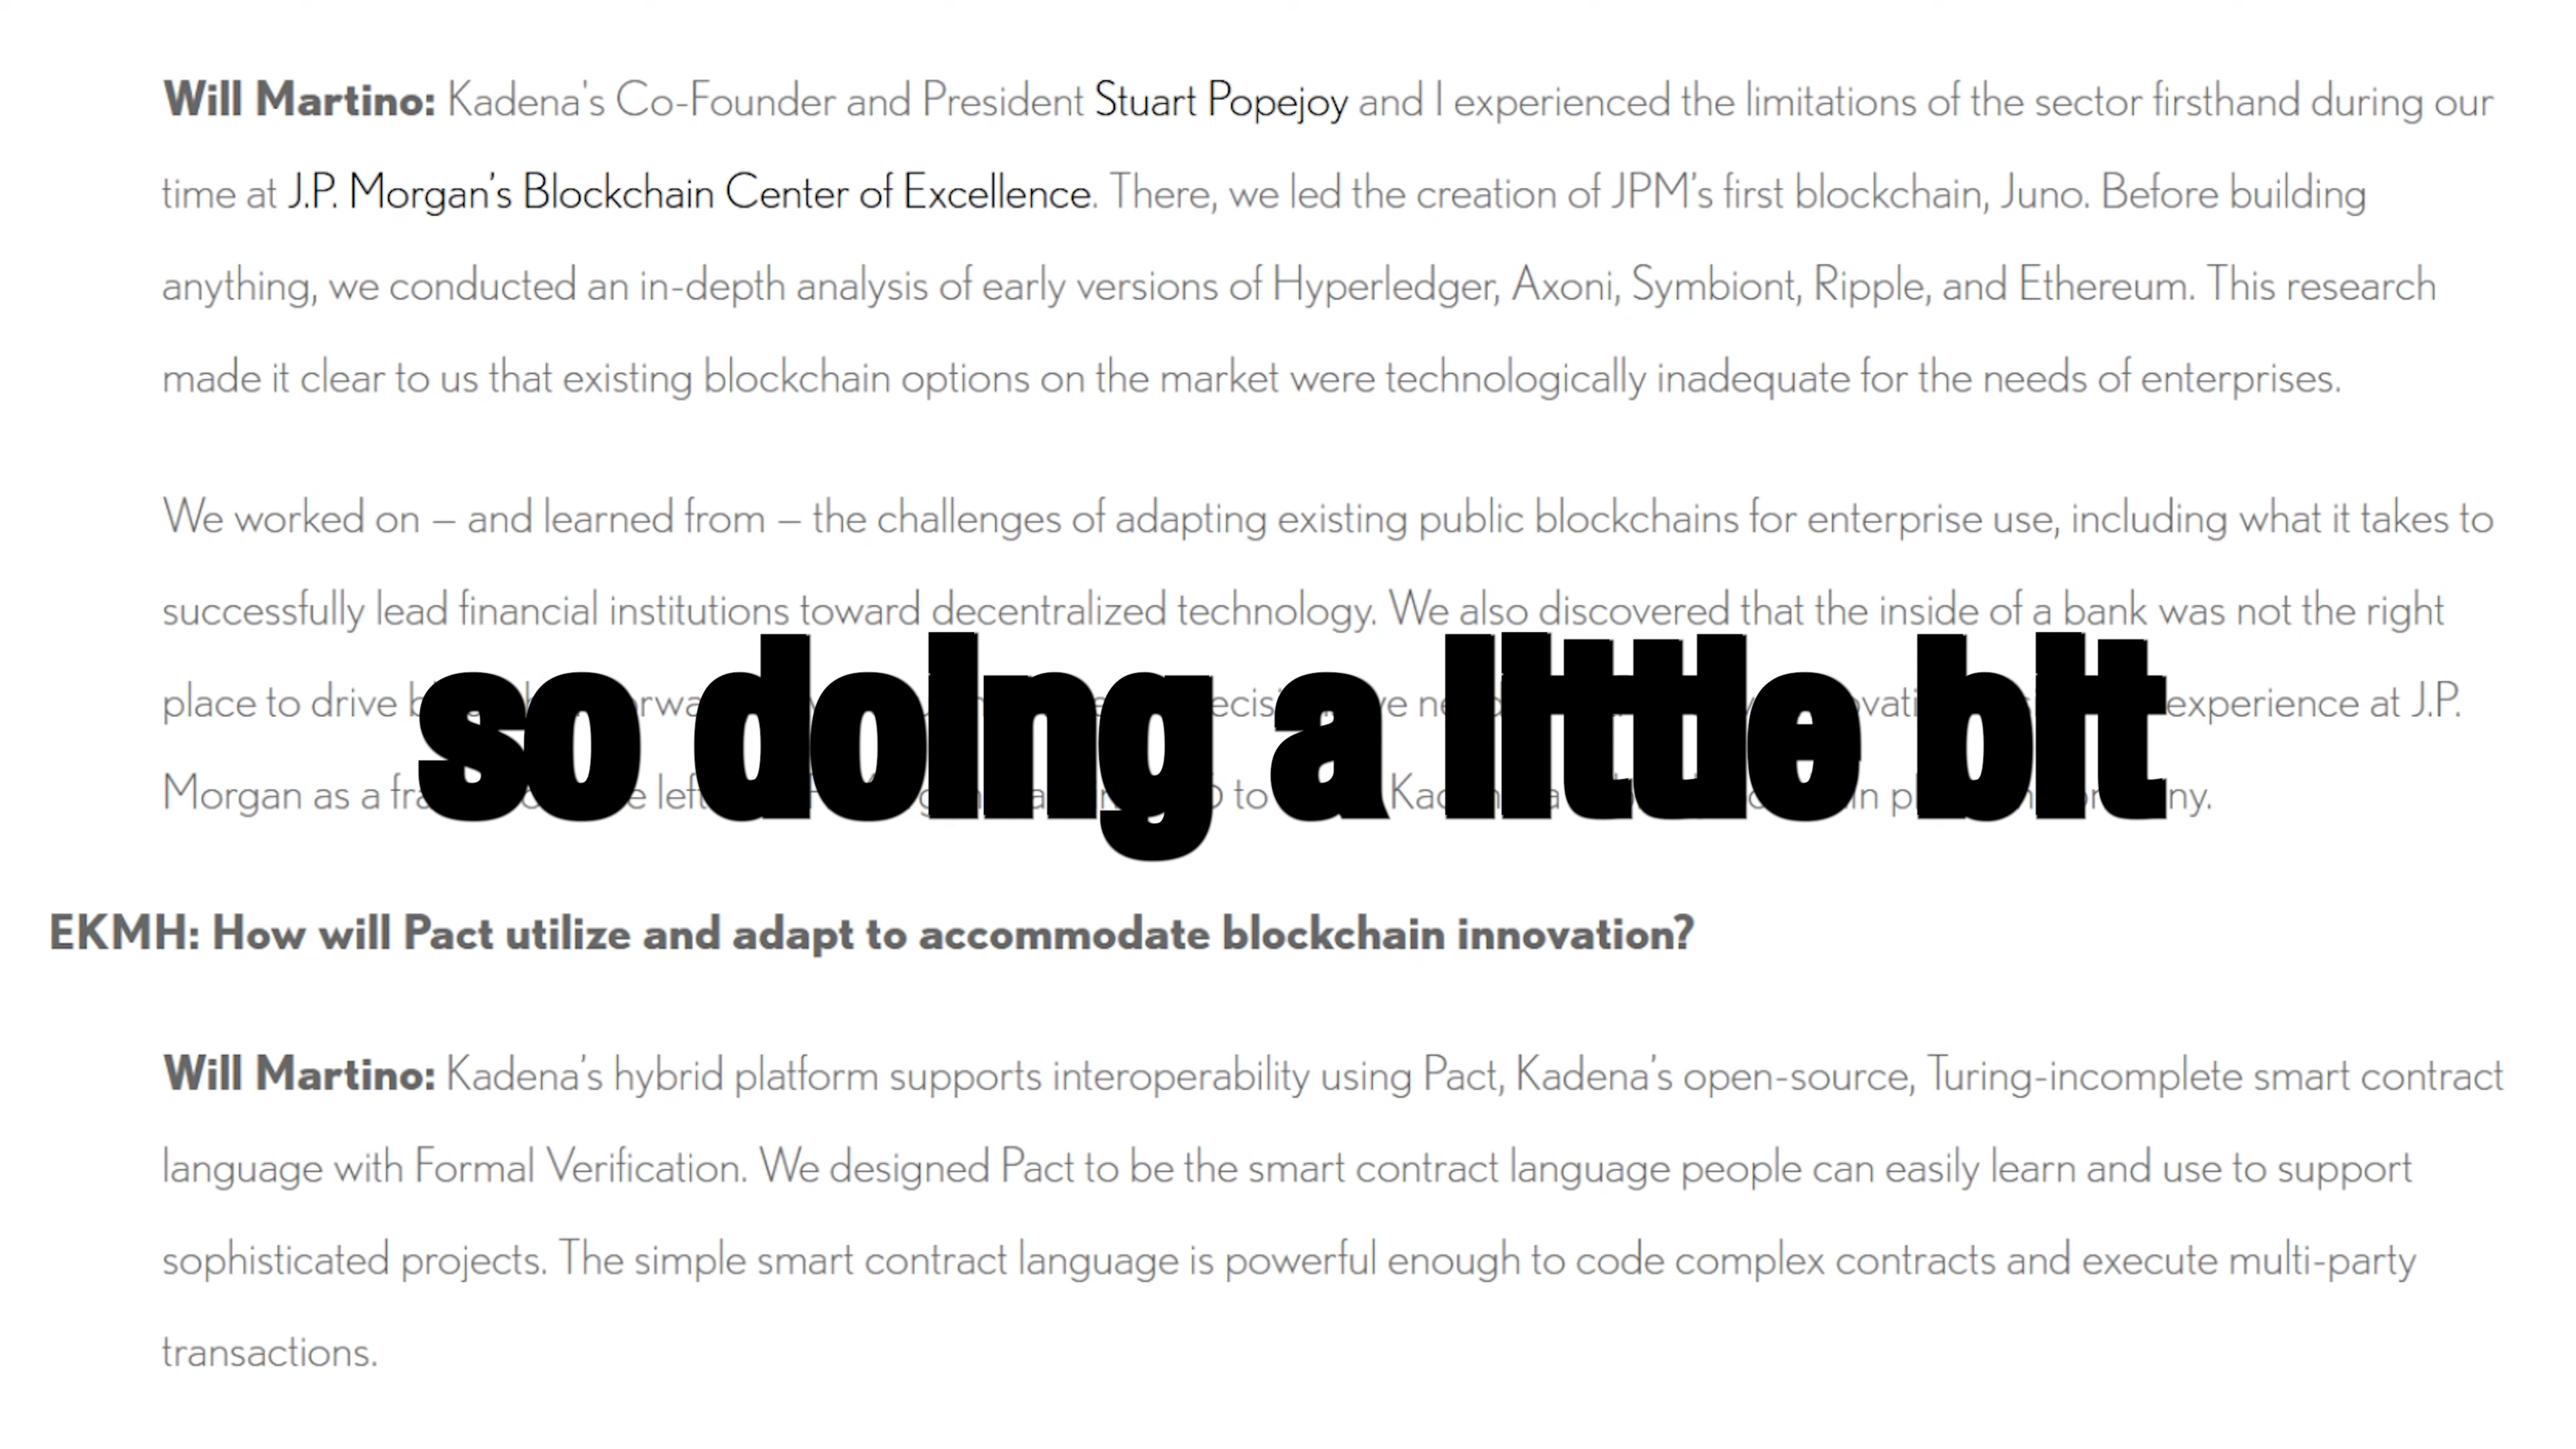 Will Martino: Kadena's Co-Founder and President Stuart Popejoy and I experienced the limitations of the sector firsthand during our
time at J.P. Morgan's Blockchain Center of Excellence. There, we led the creation of JPM's first blockchain, Juno. Before building
anything, we conducted an in-depth analysis of early versions of Hyperledger, Axoni, Symbiont, Ripple, and Ethereum. This research
made it clear to us that existing blockchain options on the market were technologically inadequate for the needs of enterprises.
We worked on – and learned from – the challenges of adapting existing public blockchains for enterprise use, including what it takes to
successfully lead financial institutions toward decentralized technology. We also discovered that the inside of a bank was not the right
place to drive experience at J.P.
so doing a little bit
Morgan as a left to
EKMH: How will Pact utilize and adapt to accommodate blockchain innovation?
Will Martino: Kadena's hybrid platform supports interoperability using Pact, Kadena's open-source, Turing-incomplete smart contract
language with Formal Verification. We designed Pact to be the smart contract language people can easily learn and use to support
sophisticated projects. The simple smart contract language is powerful enough to code complex contracts and execute multi-party
transactions.